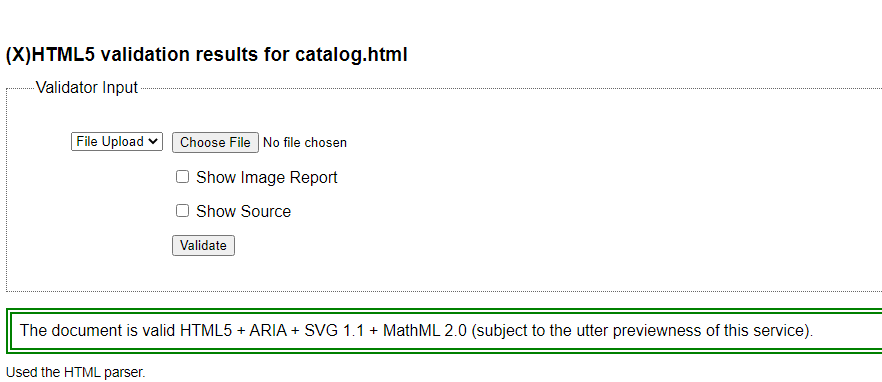 (X)HTML5 validation results for catalog.html
Validator Input
File Upload Choose File No file chosen
Show Image Report
Show Source
Validate
The document is valid HTML5 + ARIA + SVG 1.1 + MathML 2.0 (subject to the utter previewness of this service).
Used the HTML parser.